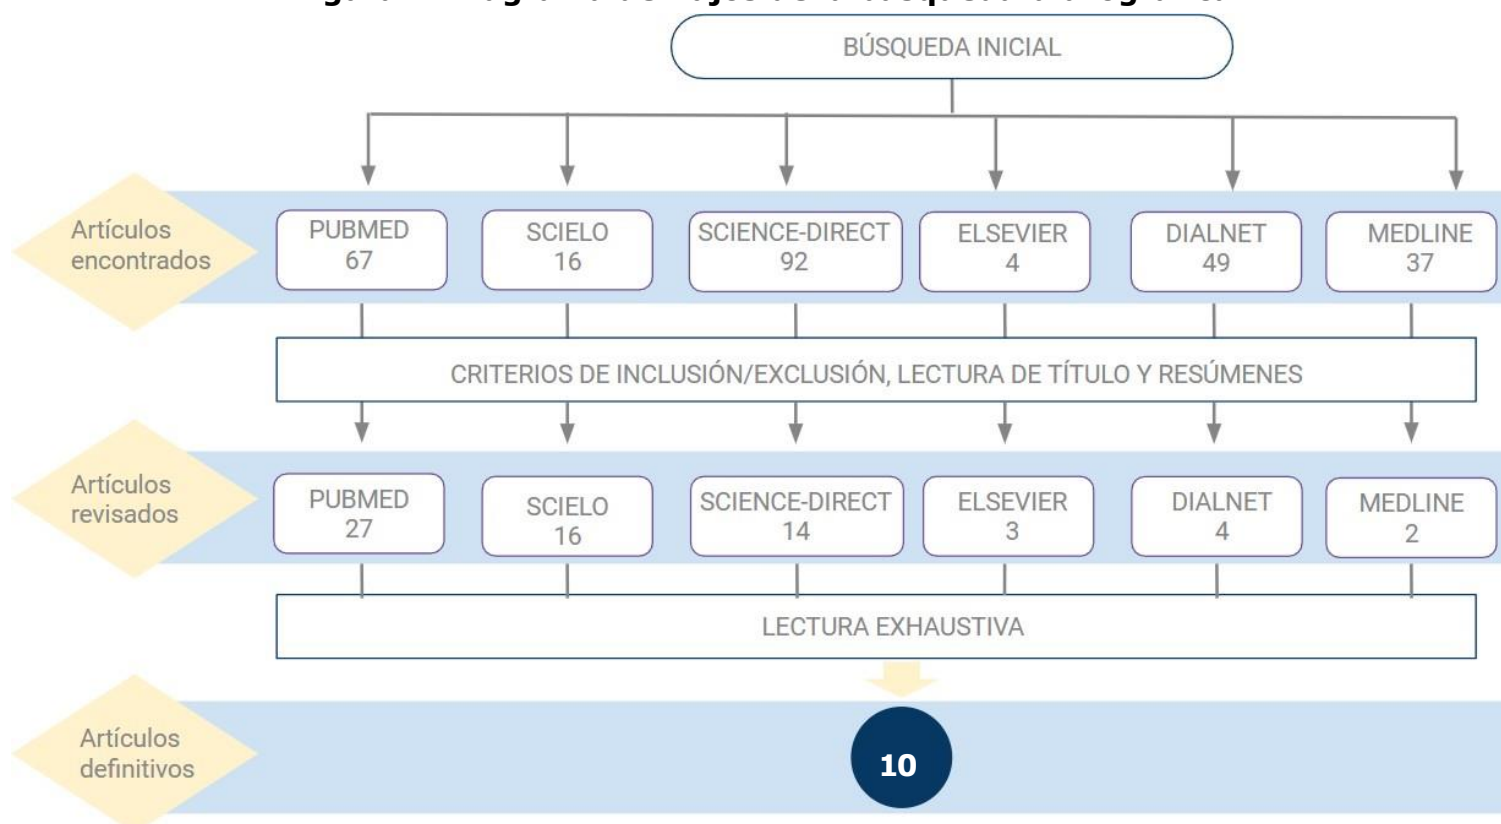 BÚSQUEDA INICIAL
Artículos
encontrados
PUBMED
67
SCIELO
16
SCIENCE-DIRECT
92
ELSEVIER
4
DIALNET
49
MEDLINE
37
CRITERIOS DE INCLUSIÓN/EXCLUSIÓN, LECTURA DE TÍTULO Y RESÚMENES
Artículos
revisados
PUBMED
27
SCIELO
16
SCIENCE-DIRECT
14
ELSEVIER
3
DIALNET
4
MEDLINE
2
LECTURA EXHAUSTIVA
Artículos
definitivos
10